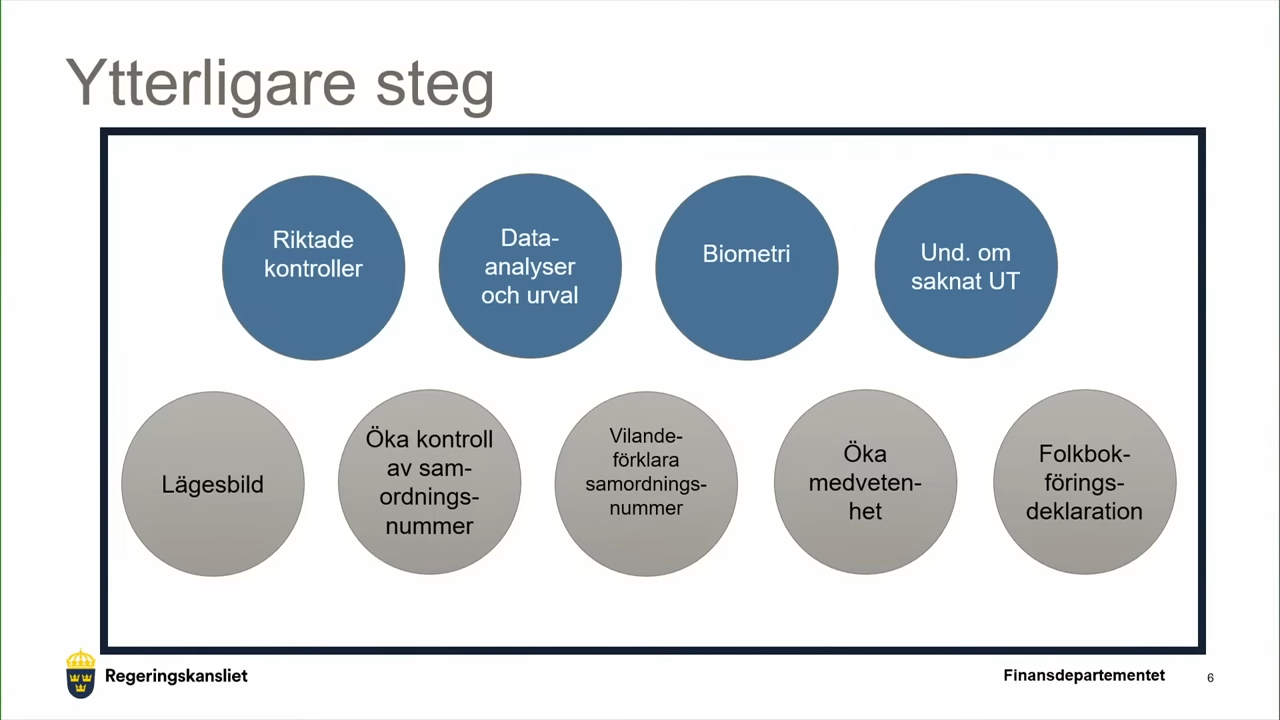 Ytterligare steg
Riktade
kontroller
Data-
analyser
och urval
Biometri
Und. om
saknat UT
Lägesbild
Öka kontroll
av sam-
ordnings-
nummer
Vilande-
förklara
samordnings-
nummer
Öka
medveten-
het
Folkbok-
förings-
deklaration
Regeringskansliet
Finansdepartementet
6